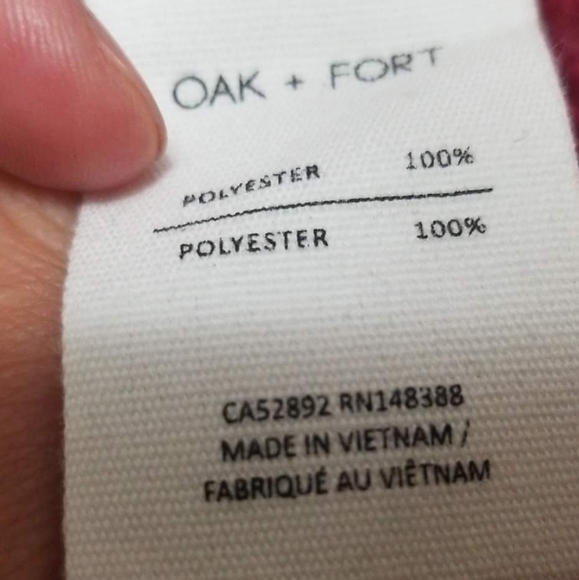 OAK + FORT
POLYESTER 100%
POLYESTER 100%
CA52892 RN148388
MADE IN VIETNAM /
FABRIQUÉ AU VIÊTNAM